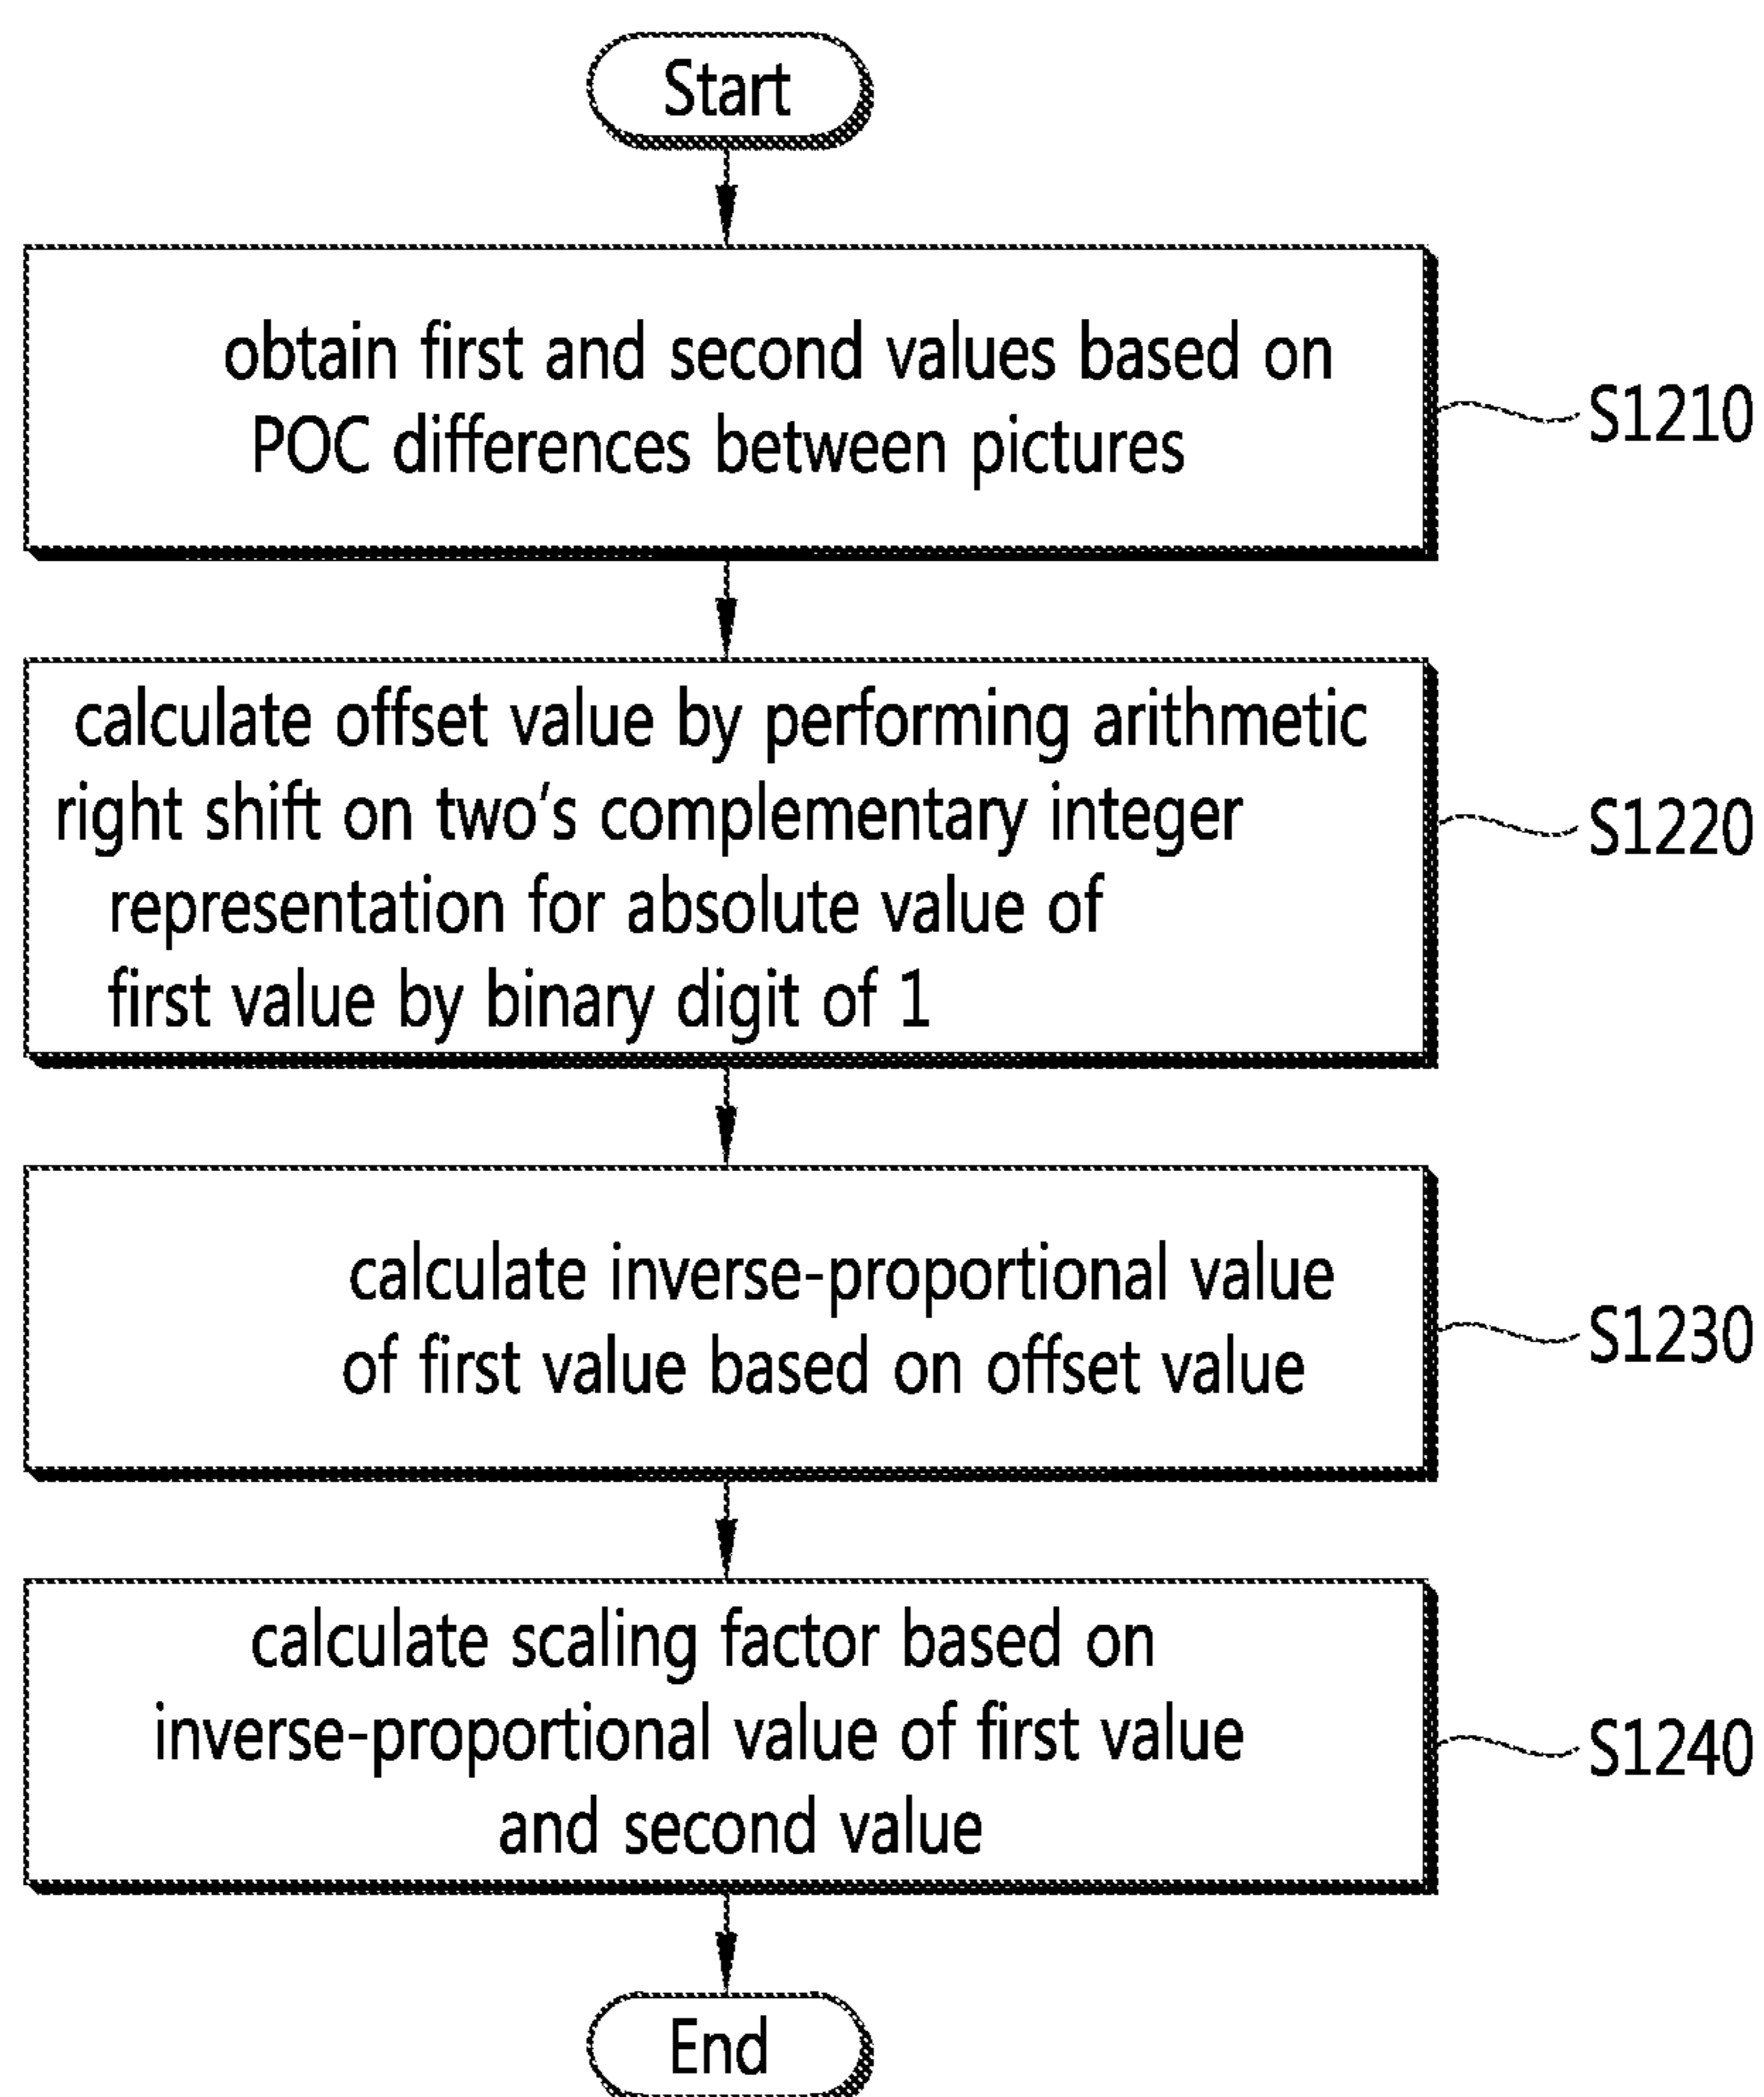 Start
obtain first and second values based on
POC differences between pictures
S1210
calculate offset value by performing arithmetic
right shift on two's complementary integer
representation for absolute value of
first value by binary digit of 1
S1220
calculate inverse-proportional value
of first value based on offset value
S1230
calculate scaling factor based on
inverse-proportional value of first value
and second value
S1240
End